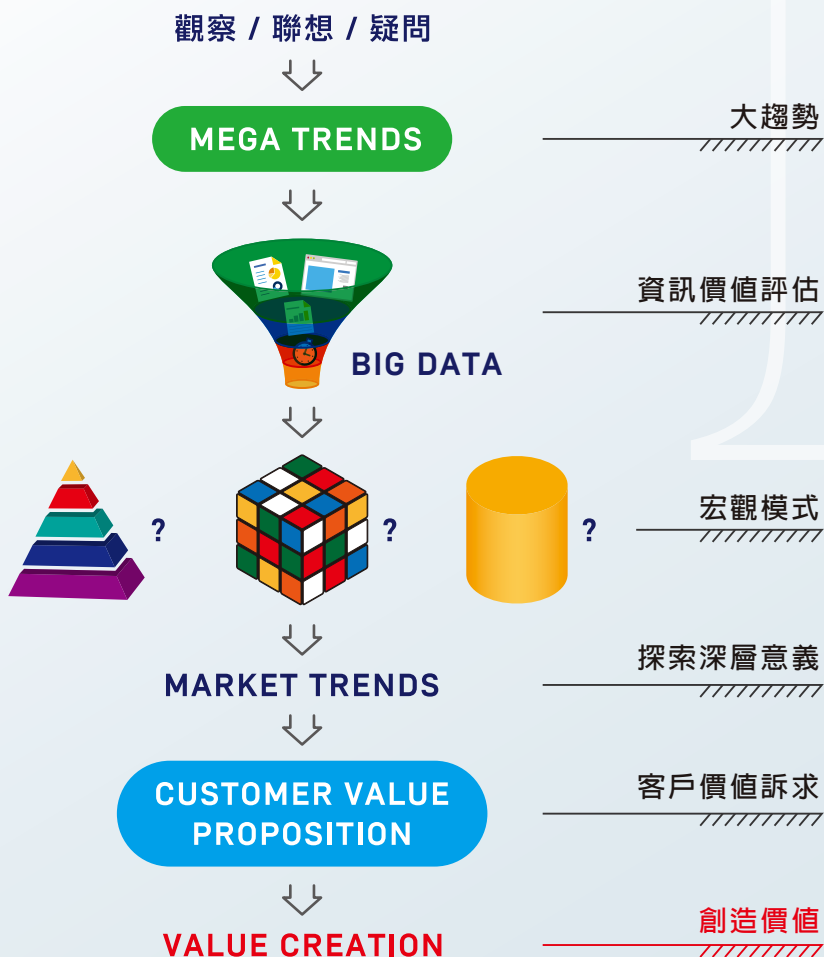 觀察 / 聯想 / 疑問
MEGA TRENDS
大趨勢
資訊價值評估
BIG DATA
宏觀模式
?
?
?
探索深層意義
MARKET TRENDS
客戶價值訴求
CUSTOMER VALUE
PROPOSITION
創造價值
VALUE CREATION